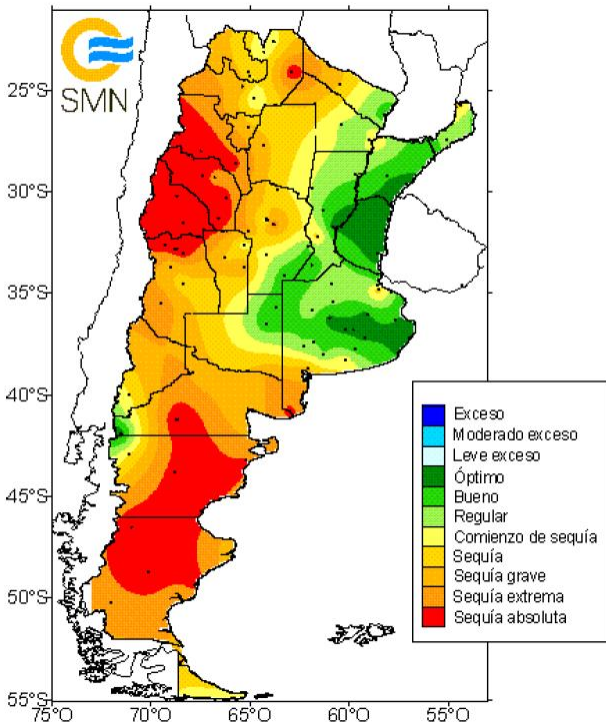 SMN
25°S
30°S
35°S
40°S
45°S
50°S
55°S
75°O
70°O
65°O
60°O
55°O
Exceso
Moderado exceso
Leve exceso
Óptimo
Bueno
Regular
Comienzo de sequía
Sequía
Sequía grave
Sequía extrema
Sequía absoluta